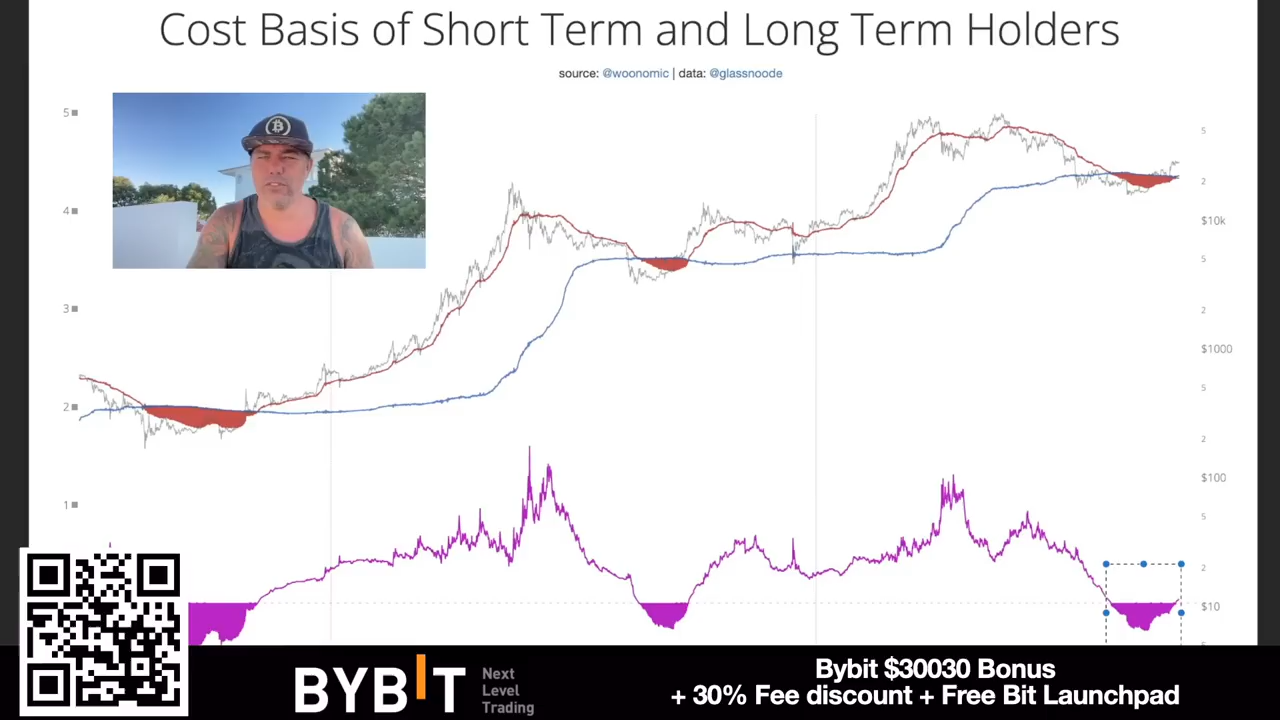 Cost Basis of Short Term and Long Term Holders
source: @woonomic | data: @glassnoode
5
4
3
2
1
5
2
$10k
5
2
$1000
5
2
$100
5
2
$10
BYBIT
Next
Level
Trading
Bybit $30030 Bonus
+ 30% Fee discount + Free Bit Launchpad